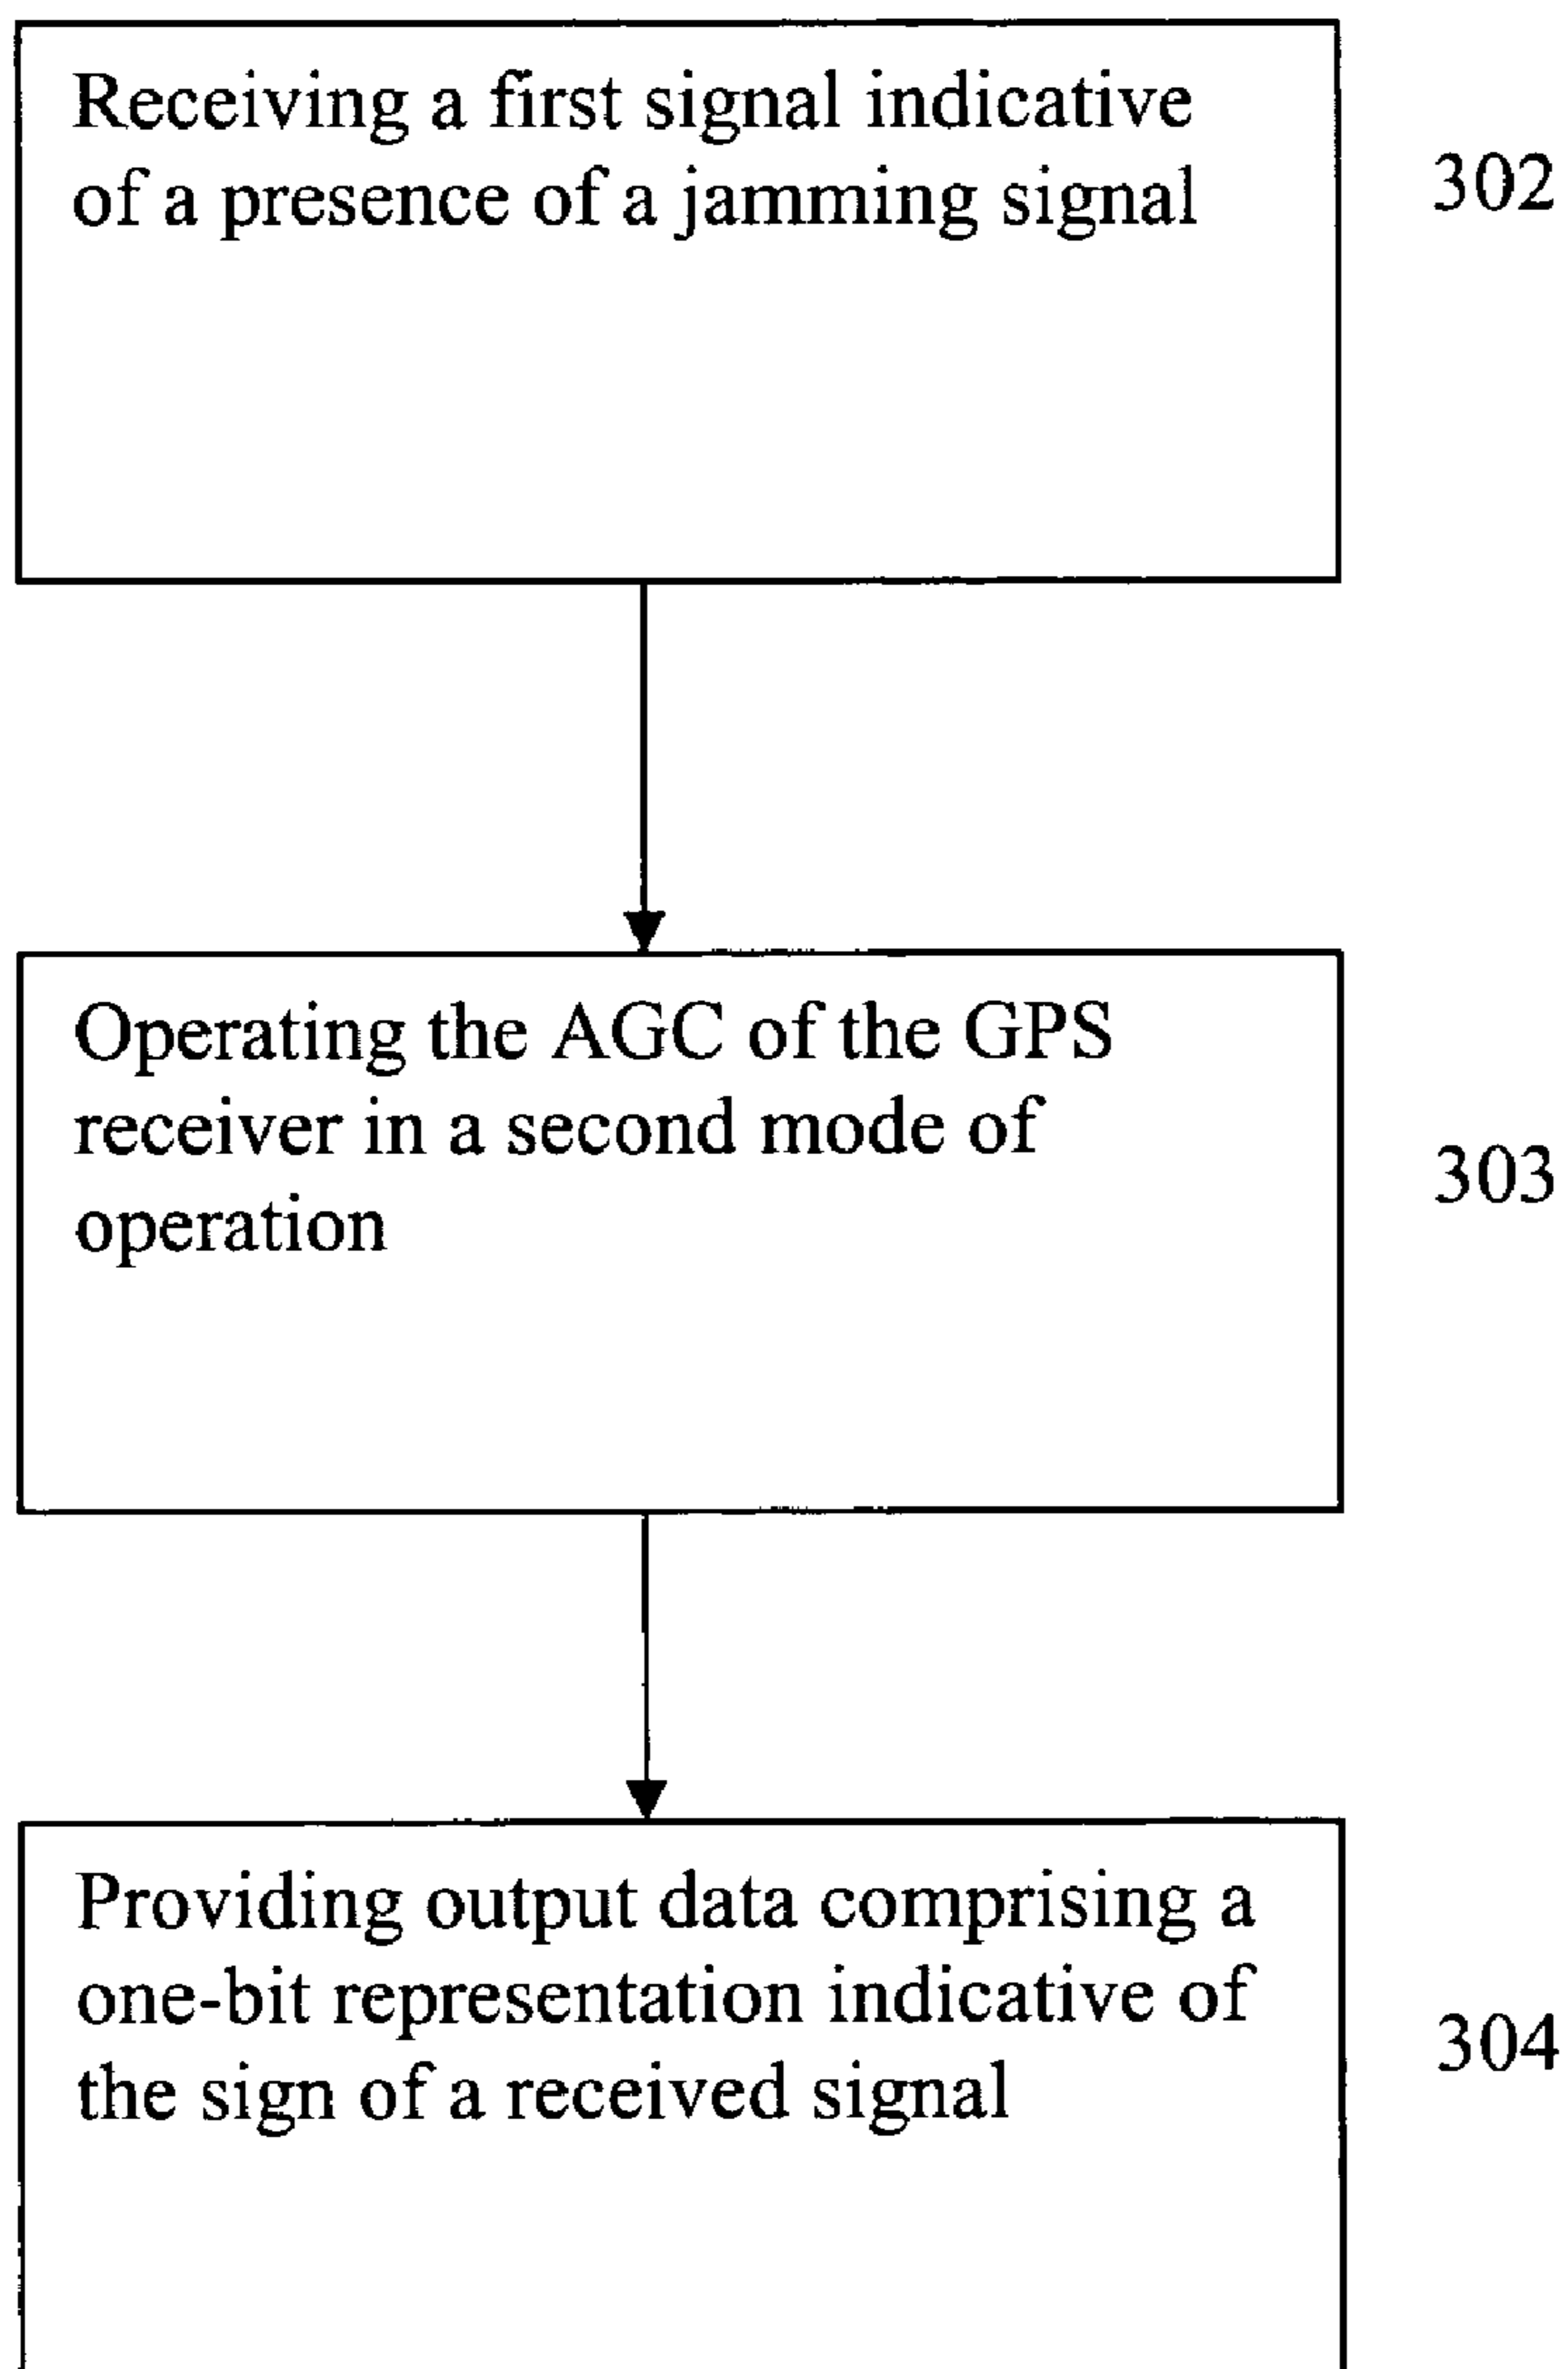 Receiving a first signal indicative
of a presence of a jamming signal
302
Operating the AGC of the GPS
receiver in a second mode of
operation
303
Providing output data comprising a
one-bit representation indicative of
the sign of a received signal
304